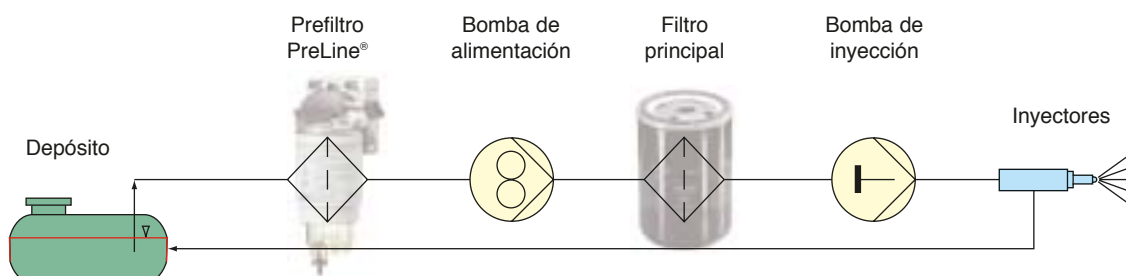 Prefiltro
PreLine®
Bomba de
alimentación
Filtro
principal
Bomba de
inyección
Inyectores
Depósito